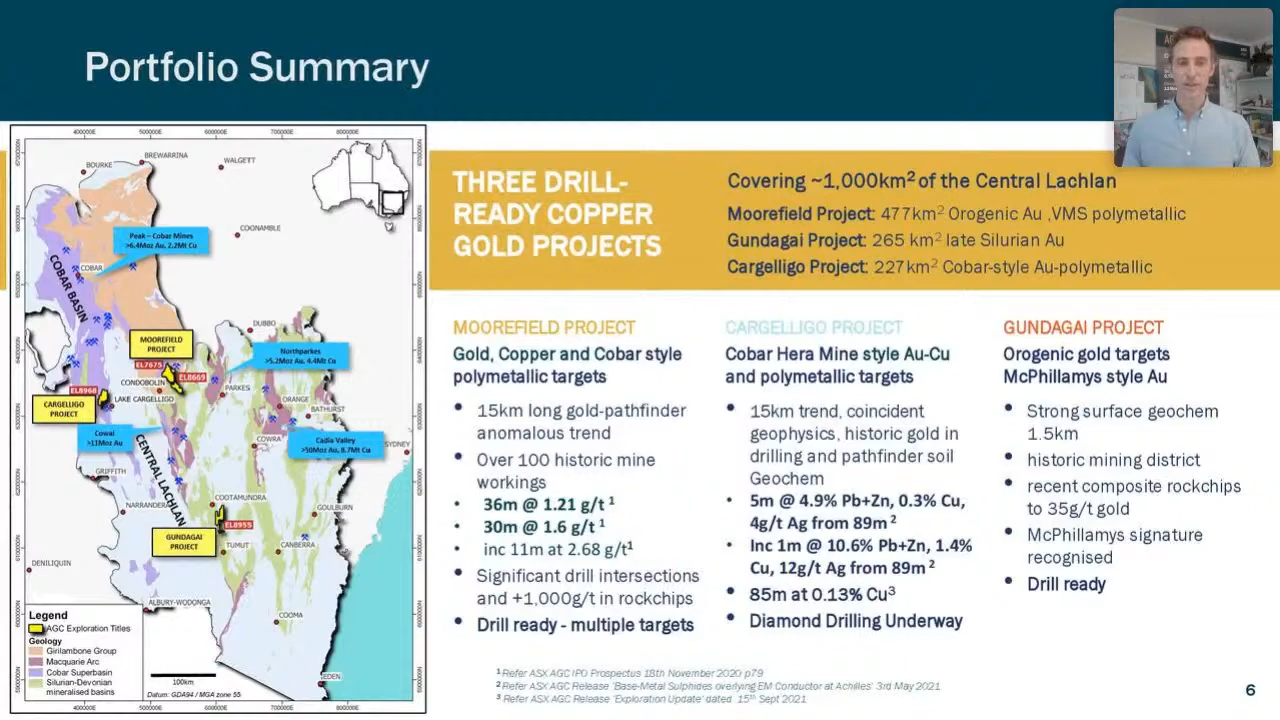 Portfolio Summary
THREE DRILL-
READY COPPER
GOLD PROJECTS
Covering ~1,000km² of the Central Lachlan
Moorefield Project: 477km² Orogenic Au ,VMS polymetallic
Gundagai Project: 265 km² late Silurian Au
Cargelligo Project: 227km² Cobar-style Au-polymetallic
400000E 500000E 600000E 700000E 800000E
BOURKE
BREWARRINA
WALGETT
COONAMBLE
Peak – Cobar Mines
>6.4Moz Au, 2.2Mt Cu
COBAR
COBAR BASIN
DUBBO
MOOREFIELD
PROJECT
EL7675
EL8669
Northparkes
>5.2Moz Au, 4.4Mt Cu
CONDOBOLIN
PARKES
EL8968
LAKE CARGELLIGO
ORANGE
BATHURST
CARGELLIGO
PROJECT
Cowal
>11Moz Au
COWRA
Cadia Valley
>50Moz Au, 8.7Mt Cu
SYDNEY
GRIFFITH
CENTRAL LACHLAN
COOTAMUNDRA
NARRANDERA
GOULBURN
EL8955
GUNDAGAI
PROJECT
TUMUT
CANBERRA
DENILIQUIN
ALBURY-WODONGA
COOMA
EDEN
Legend
AGC Exploration Titles
Geology
Girilambone Group
Macquarie Arc
Cobar Superbasin
Silurian-Devonian
mineralised basins
100km
Datum: GDA94 / MGA zone 55
400000E 500000E 600000E 700000E 800000E
MOOREFIELD PROJECT
Gold, Copper and Cobar style
polymetallic targets
• 15km long gold-pathfinder
anomalous trend
• Over 100 historic mine
workings
• 36m @ 1.21 g/t ¹
• 30m @ 1.6 g/t ¹
• inc 11m at 2.68 g/t¹
• Significant drill intersections
and +1,000g/t in rockchips
• Drill ready - multiple targets
CARGELLIGO PROJECT
Cobar Hera Mine style Au-Cu
and polymetallic targets
• 15km trend, coincident
geophysics, historic gold in
drilling and pathfinder soil
Geochem
• 5m @ 4.9% Pb+Zn, 0.3% Cu,
4g/t Ag from 89m ²
• Inc 1m @ 10.6% Pb+Zn, 1.4%
Cu, 12g/t Ag from 89m ²
• 85m at 0.13% Cu³
• Diamond Drilling Underway
GUNDAGAI PROJECT
Orogenic gold targets
McPhillamys style Au
• Strong surface geochem
1.5km
• historic mining district
• recent composite rockchips
to 35g/t gold
• McPhillamys signature
recognised
• Drill ready
¹ Refer ASX AGC IPO Prospectus 18th November 2020 p79
² Refer ASX AGC Release 'Base-Metal Sulphides overlying EM Conductor at Achilles' 3rd May 2021
³ Refer ASX AGC Release 'Exploration Update' dated 15th Sept 2021
6